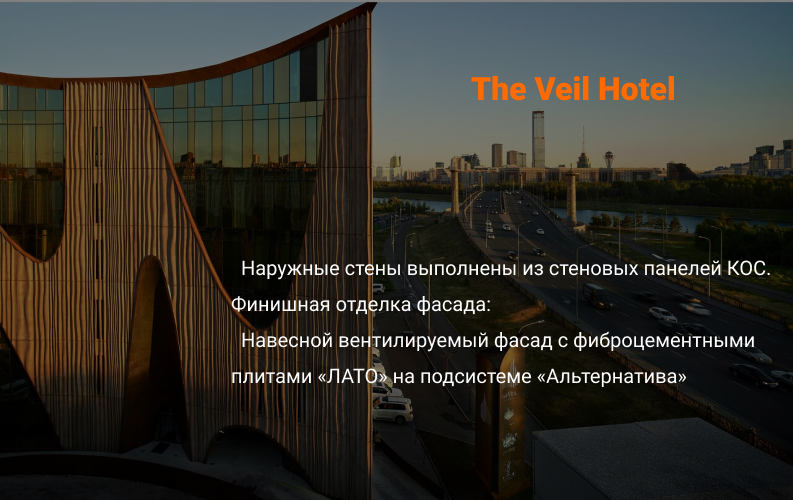 The Veil Hotel
Наружные стены выполнены из стеновых панелей КОС.
Финишная отделка фасада:
Навесной вентилируемый фасад с фиброцементными
плитами «ЛАТО» на подсистеме «Альтернатива»